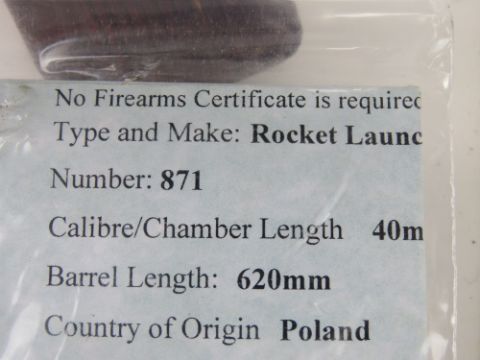 No Firearms Certificate is required
Type and Make: Rocket Launc
Number: 871
Calibre/Chamber Length 40m
Barrel Length: 620mm
Country of Origin Poland